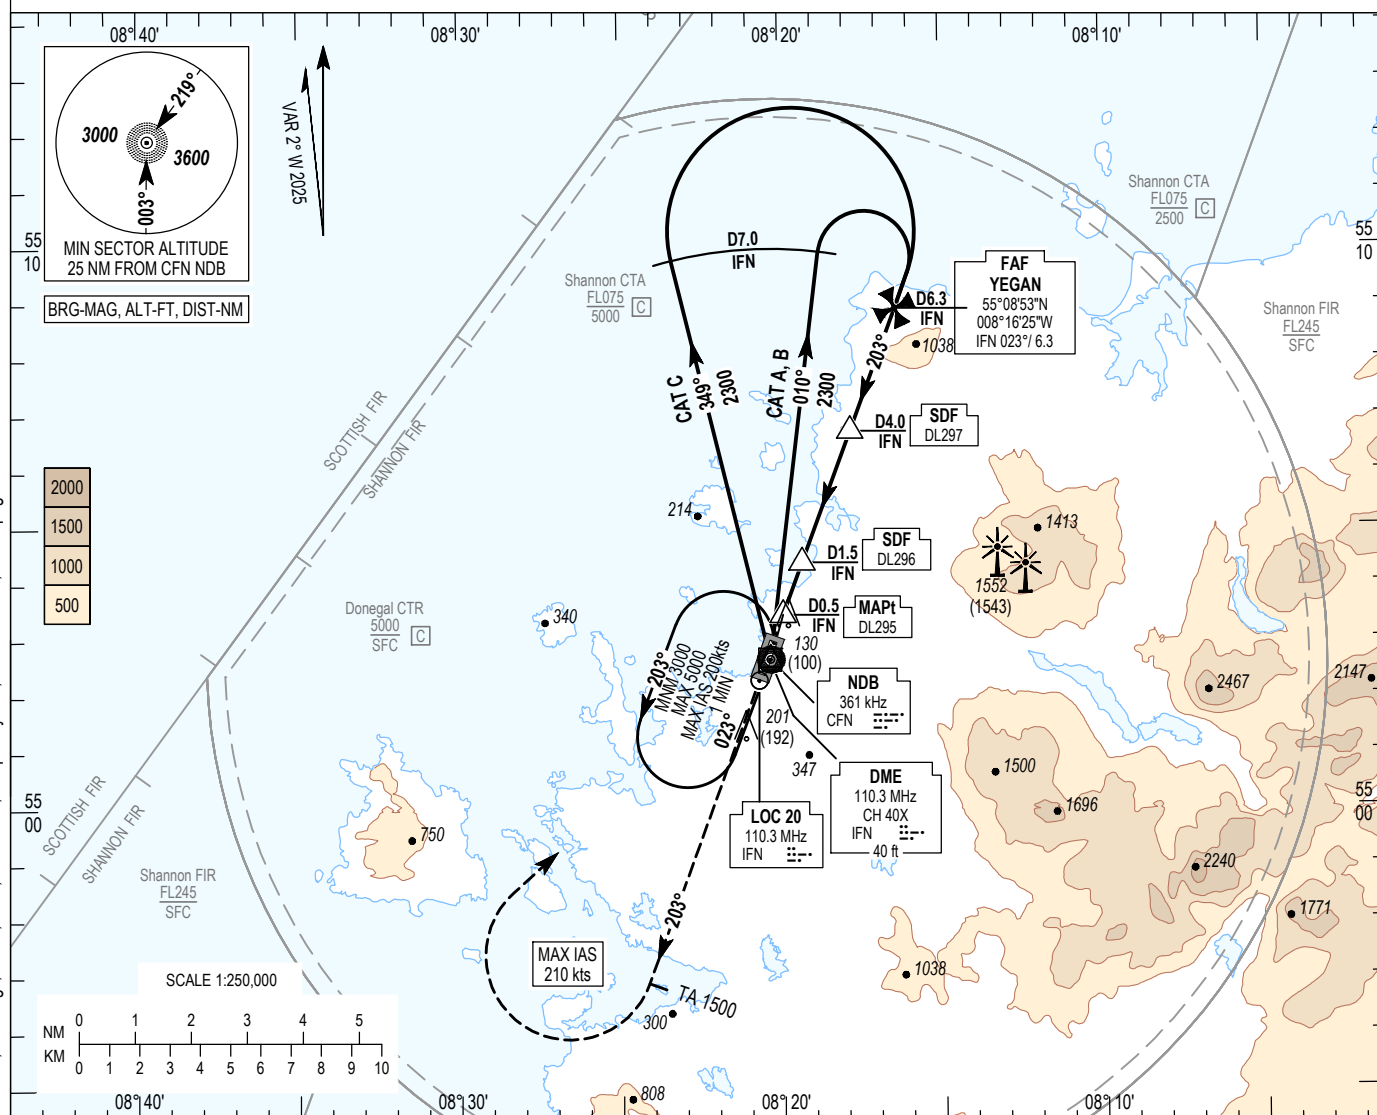 08°40'
08°30'
08°20'
08°10'
219°
3000
3600
003°
MIN SECTOR ALTITUDE
25 NM FROM CFN NDB
BRG-MAG, ALT-FT, DIST-NM
VAR 2° W 2025
Shannon CTA
FL075
2500
C
55
10
55
10
D7.0
IFN
Shannon CTA
FL075
5000
C
D6.3
IFN
FAF
YEGAN
55°08'53"N
008°16'25"W
IFN 023°/ 6.3
Shannon FIR
FL245
SFC
1038
203°
CAT C
349°
2300
CAT A, B
010°
2300
SCOTTISH FIR
SHANNON FIR
D4.0
IFN
SDF
DL297
2000
1500
1000
500
214
1413
D1.5
IFN
SDF
DL296
1552
(1543)
Donegal CTR
5000
SFC
C
340
D0.5
IFN
MAPt
DL295
130
(100)
203°
MNM 3000
MAX 5000
MAX IAS 200kts
1 MIN
023°
NDB
361 kHz
CFN
2467
2147
201
(192)
347
1500
DME
110.3 MHz
CH 40X
IFN
40 ft
LOC 20
110.3 MHz
IFN
1696
55
00
55
00
SCOTTISH FIR
SHANNON FIR
750
2240
Shannon FIR
FL245
SFC
1771
203°
MAX IAS
210 kts
1038
TA 1500
300
SCALE 1:250,000
NM
0 1 2 3 4 5
KM
0 1 2 3 4 5 6 7 8 9 10
808
08°40'
08°30'
08°20'
08°10'